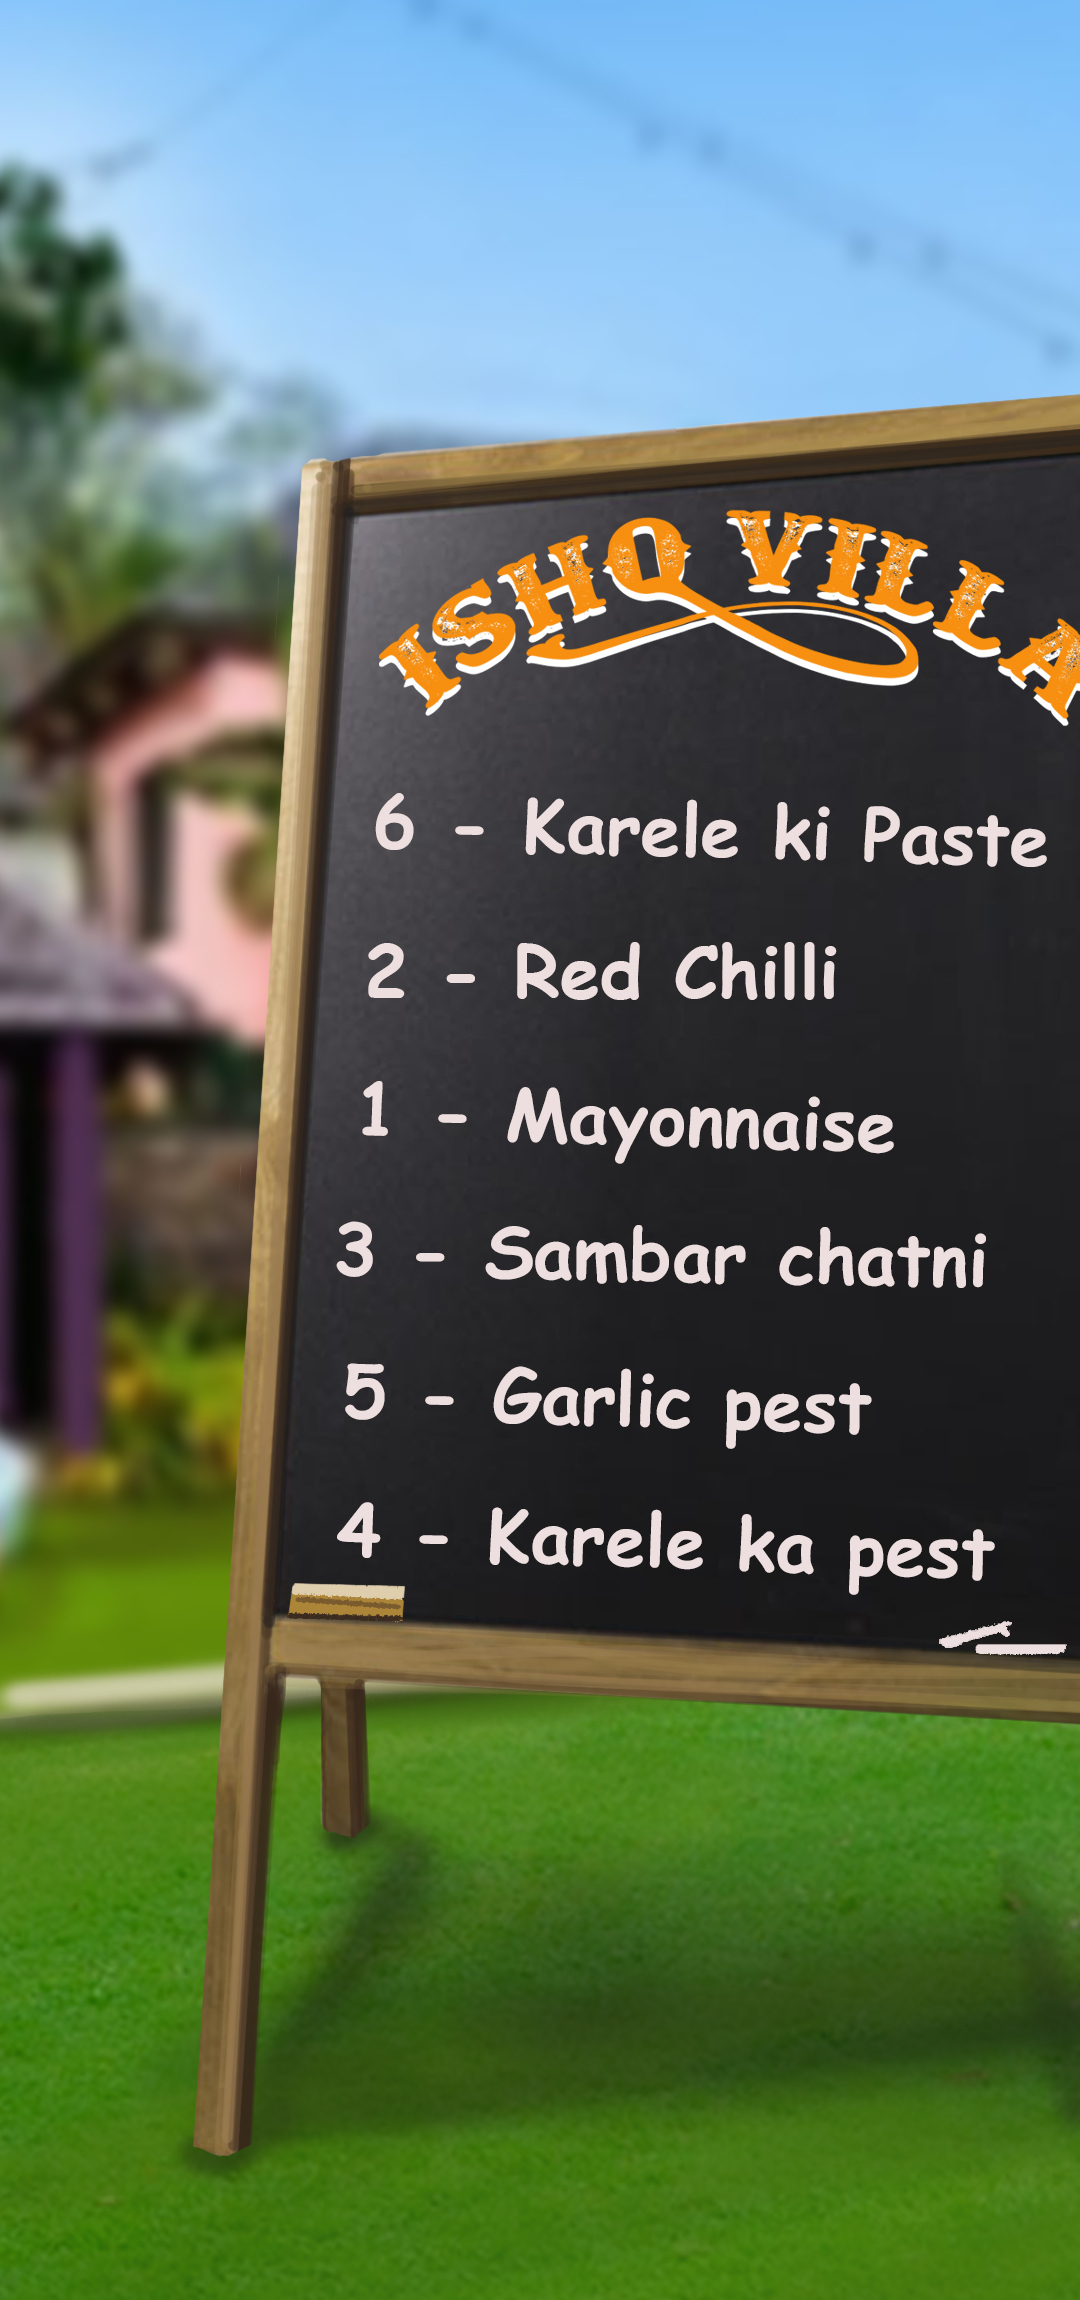 ISHQ VILLA
6 - Karele ki Paste
2 - Red Chilli
1 - Mayonnaise
3 - Sambar chatni
5 - Garlic pest
4 - Karele ka pest